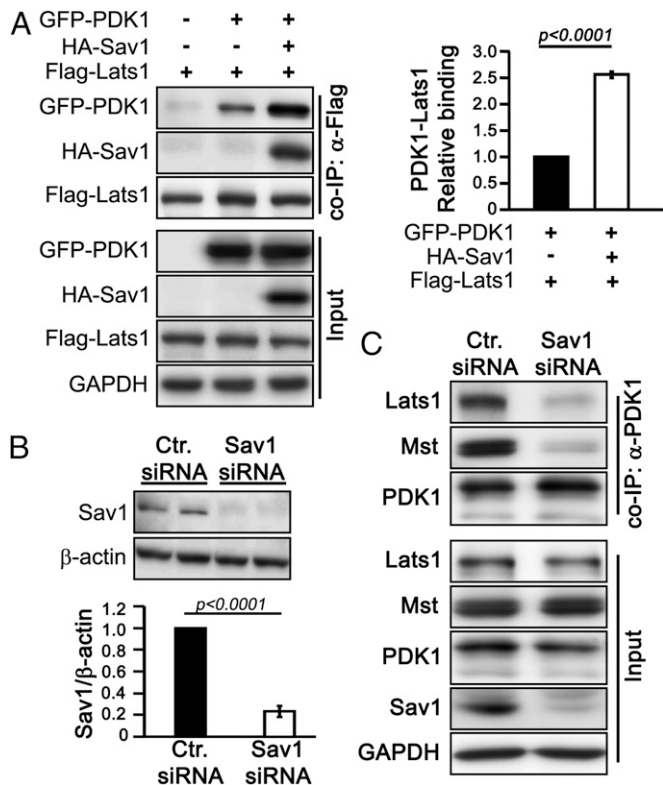 A
GFP-PDK1 - + +
HA-Sav1 - - +
Flag-Lats1 + + +
GFP-PDK1
HA-Sav1
Flag-Lats1
co-IP: α-Flag
GFP-PDK1
HA-Sav1
Flag-Lats1
GAPDH
Input
p<0.0001
PDK1-Lats1
Relative binding
3.0
2.5
2.0
1.5
1.0
0.5
0
GFP-PDK1 + +
HA-Sav1 - +
Flag-Lats1 + +
B
Ctr. Sav1
siRNA siRNA
Sav1
β-actin
p<0.0001
Sav1/β-actin
1.2
1
0.8
0.6
0.4
0.2
0
Ctr. Sav1
siRNA siRNA
C
Ctr. Sav1
siRNA siRNA
Lats1
Mst
PDK1
co-IP: α-PDK1
Lats1
Mst
PDK1
Sav1
GAPDH
Input